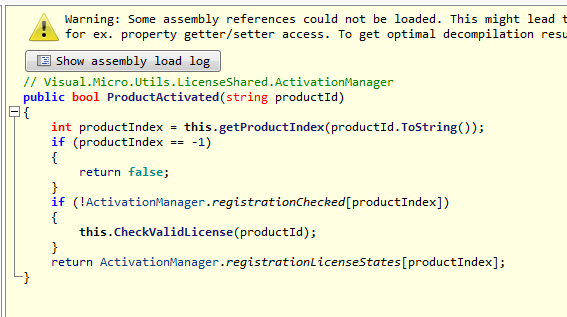 Warning: Some assembly references could not be loaded. This might lead t
for ex. property getter/setter access. To get optimal decompilation resu
Show assembly load log
// Visual.Micro.Utils.LicenseShared.ActivationManager
public bool ProductActivated(string productId)
{
int productIndex = this.getProductIndex(productId.ToString());
if (productIndex == -1)
{
return false;
}
if (!ActivationManager.registrationChecked[productIndex])
{
this.CheckValidLicense(productId);
}
return ActivationManager.registrationLicenseStates[productIndex];
}